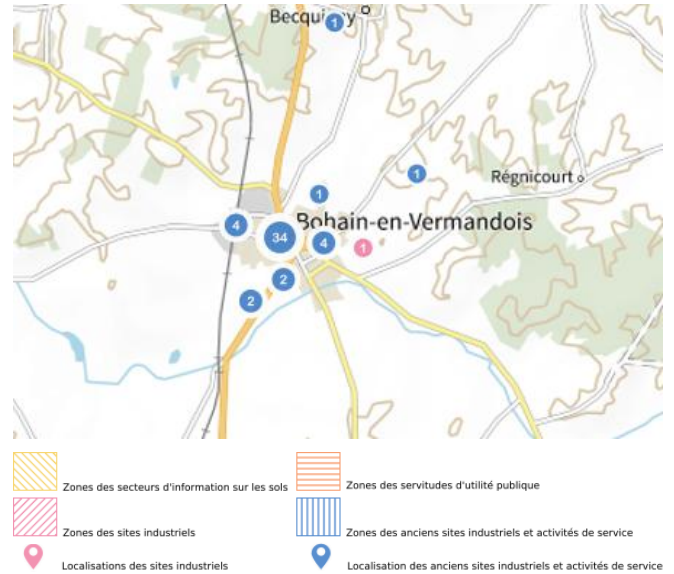 Becquigny
1
1
Régnicourt
1
4
Bohain-en-Vermandois
34
4
1
2
2
Zones des secteurs d'information sur les sols
Zones des servitudes d'utilité publique
Zones des sites industriels
Zones des anciens sites industriels et activités de service
Localisations des sites industriels
Localisation des anciens sites industriels et activités de service